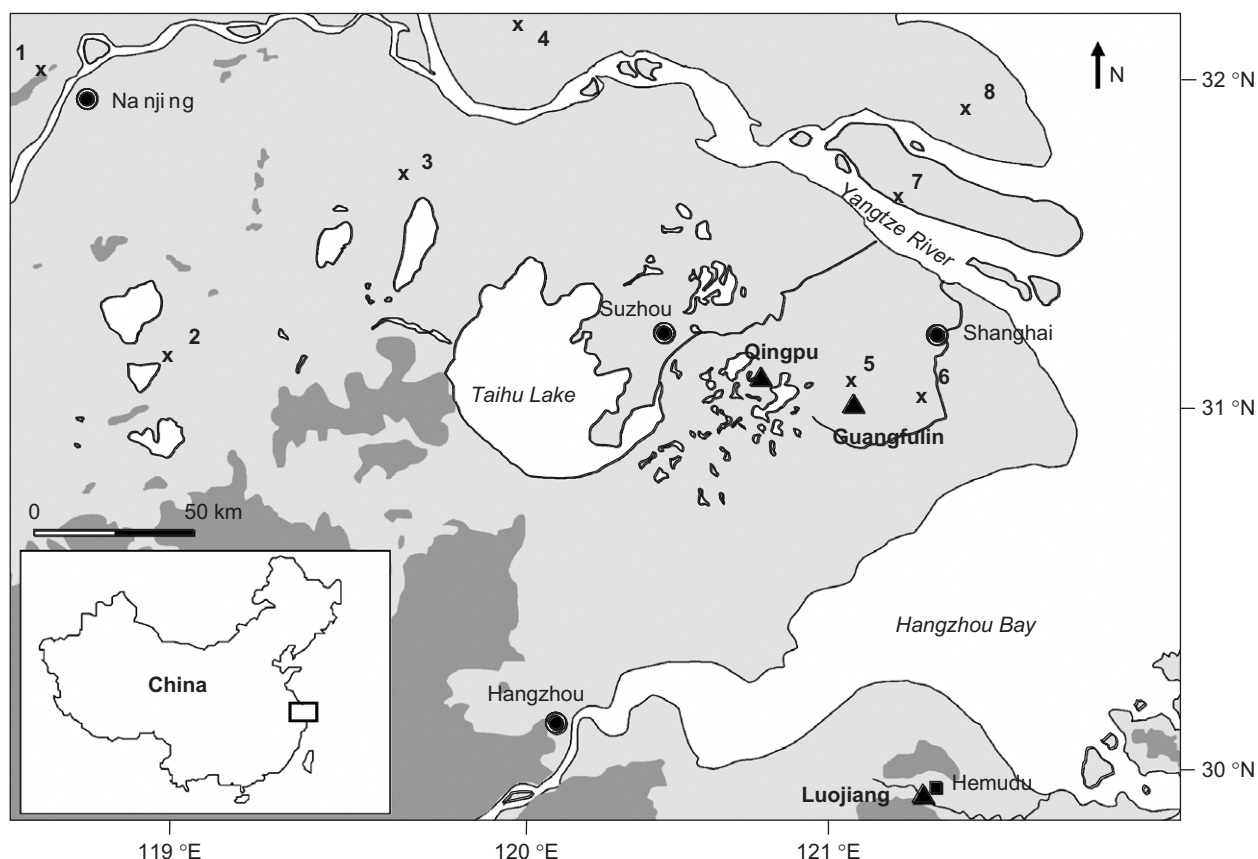 1
4
N
32 °N
Nanjing
8
3
7
Yangtze River
2
Suzhou
Shanghai
Qingpu
5
6
Taihu Lake
31 °N
Guangfulin
0 50 km
China
Hangzhou Bay
Hangzhou
30 °N
Luojiang
Hemudu
119 °E
120 °E
121 °E